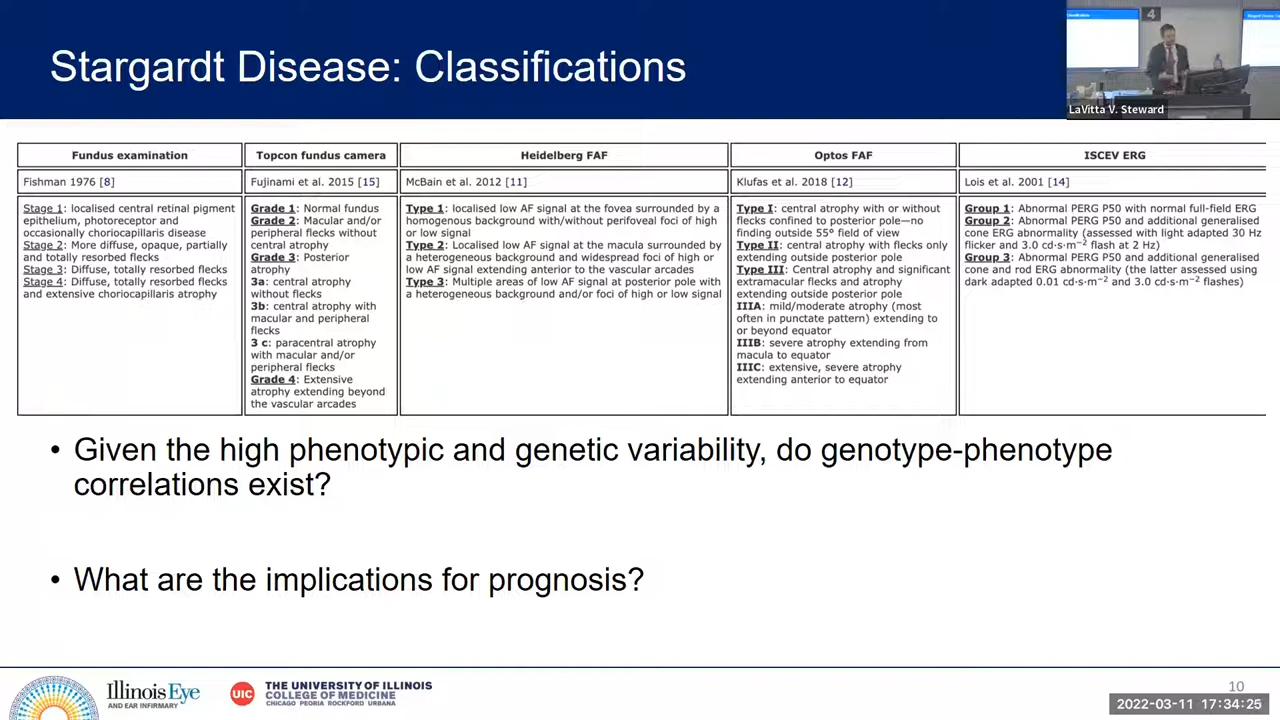 Stargardt Disease: Classifications
4
LaVitta V. Steward
Fundus examination
Fishman 1976 [8]
Stage 1: localised central retinal pigment
epithelium, photoreceptor and
occasionally choriocapillaris disease
Stage 2: More diffuse, opaque, partially
and totally resorbed flecks
Stage 3: Diffuse, totally resorbed flecks
Stage 4: Diffuse, totally resorbed flecks
and extensive choriocapillaris atrophy
Topcon fundus camera
Fujinami et al. 2015 [15]
Grade 1: Normal fundus
Grade 2: Macular and/or
peripheral flecks without
central atrophy
Grade 3: Posterior
atrophy
3a: central atrophy
without flecks
3b: central atrophy with
macular and peripheral
flecks
3 c: paracentral atrophy
with macular and/or
peripheral flecks
Grade 4: Extensive
atrophy extending beyond
the vascular arcades
Heidelberg FAF
McBain et al. 2012 [11]
Type 1: localised low AF signal at the fovea surrounded by a
homogenous background with/without perifoveal foci of high
or low signal
Type 2: Localised low AF signal at the macula surrounded by
a heterogeneous background and widespread foci of high or
low AF signal extending anterior to the vascular arcades
Type 3: Multiple areas of low AF signal at posterior pole with
a heterogeneous background and/or foci of high or low signal
Optos FAF
Klufas et al. 2018 [12]
Type I: central atrophy with or without
flecks confined to posterior pole—no
finding outside 55° field of view
Type II: central atrophy with flecks only
extending outside posterior pole
Type III: Central atrophy and significant
extramacular flecks and atrophy
extending outside posterior pole
IIIA: mild/moderate atrophy (most
often in punctate pattern) extending to
or beyond equator
IIIB: severe atrophy extending from
macula to equator
IIIC: extensive, severe atrophy
extending anterior to equator
ISCEV ERG
Lois et al. 2001 [14]
Group 1: Abnormal PERG P50 with normal full-field ERG
Group 2: Abnormal PERG P50 and additional generalised
cone ERG abnormality (assessed with light adapted 30 Hz
flicker and 3.0 cd·s·m⁻² flash at 2 Hz)
Group 3: Abnormal PERG P50 and additional generalised
cone and rod ERG abnormality (the latter assessed using
dark adapted 0.01 cd·s·m⁻² and 3.0 cd·s·m⁻² flashes)
• Given the high phenotypic and genetic variability, do genotype-phenotype
correlations exist?
• What are the implications for prognosis?
Illinois Eye
AND EAR INFIRMARY
UIC
THE UNIVERSITY OF ILLINOIS
COLLEGE OF MEDICINE
CHICAGO PEORIA ROCKFORD URBANA
10
2022-03-11 17:34:25